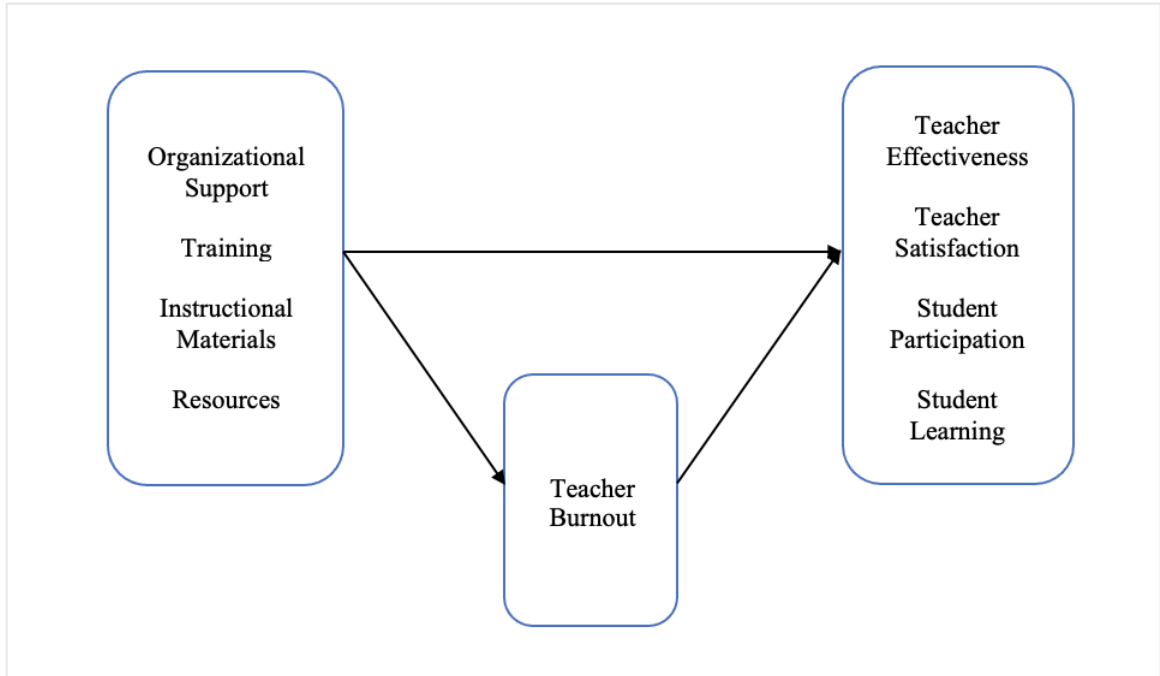 Organizational
Support
Training
Instructional
Materials
Resources
Teacher
Burnout
Teacher
Effectiveness
Teacher
Satisfaction
Student
Participation
Student
Learning